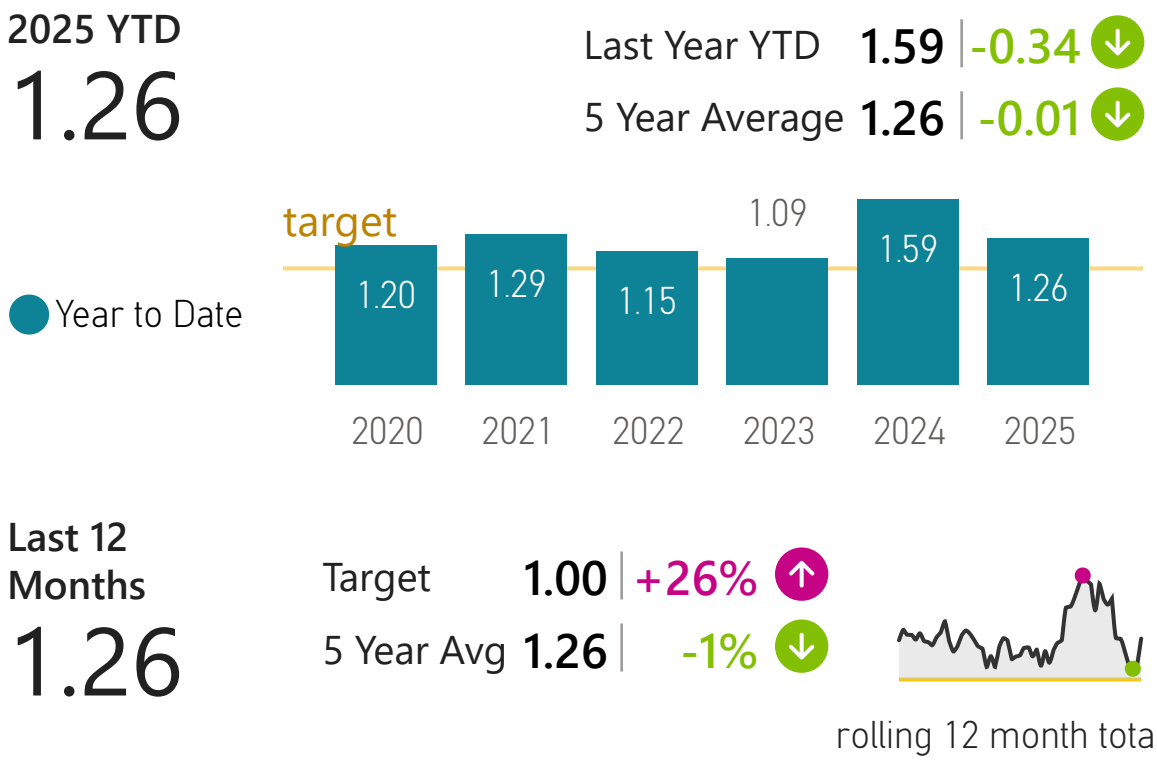 2025 YTD
1.26
Last Year YTD 1.59 -0.34
5 Year Average 1.26 -0.01
target
1.20 1.29 1.15 1.09 1.59 1.26
Year to Date
2020 2021 2022 2023 2024 2025
Last 12
Months
1.26
Target 1.00 +26%
5 Year Avg 1.26 -1%
rolling 12 month tota